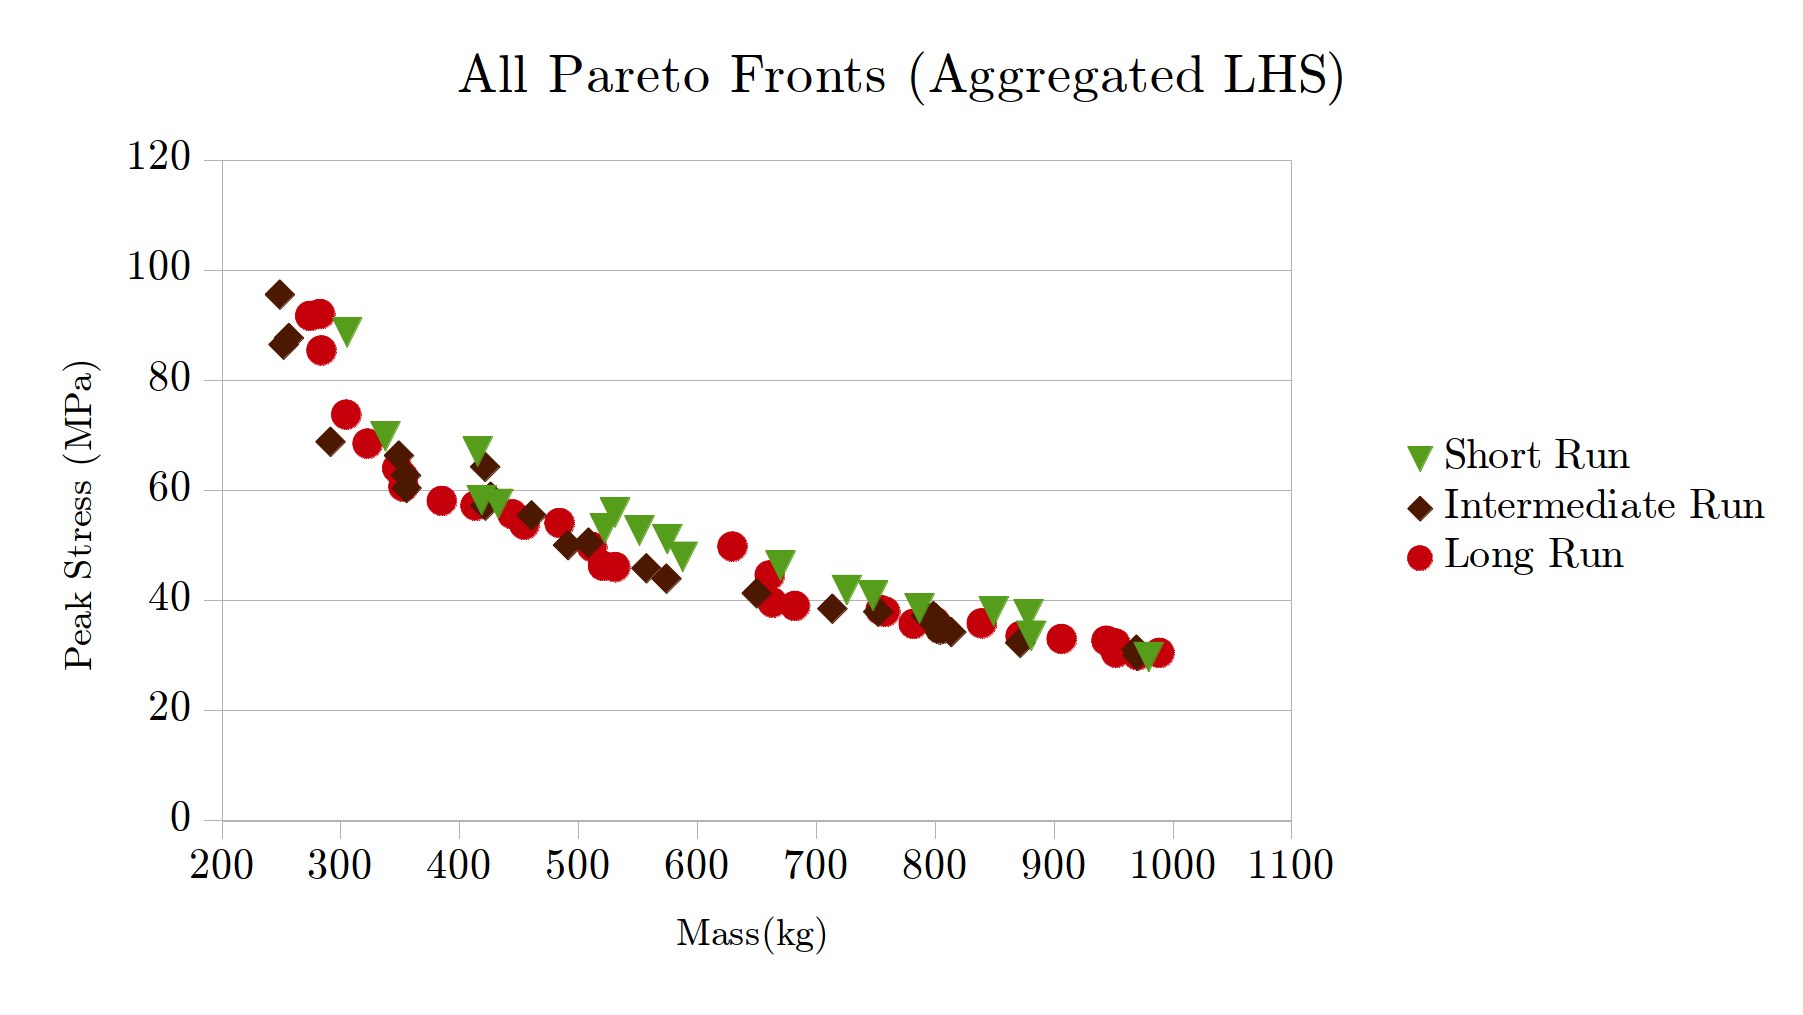 All Pareto Fronts (Aggregated LHS)
120
100
80
60
40
20
0
Peak Stress (MPa)
200 300 400 500 600 700 800 900 1000 1100
Mass(kg)
Short Run
Intermediate Run
Long Run